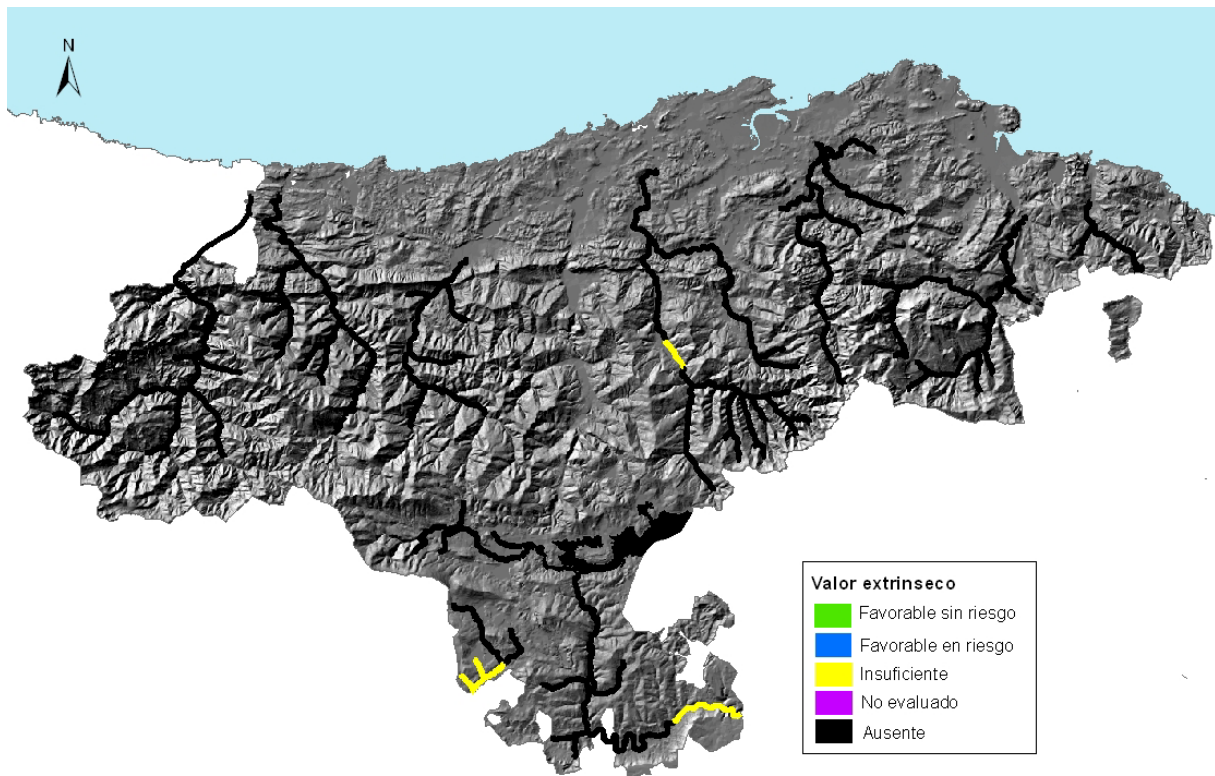 N
Valor extrinseco
Favorable sin riesgo
Favorable en riesgo
Insuficiente
No evaluado
Ausente